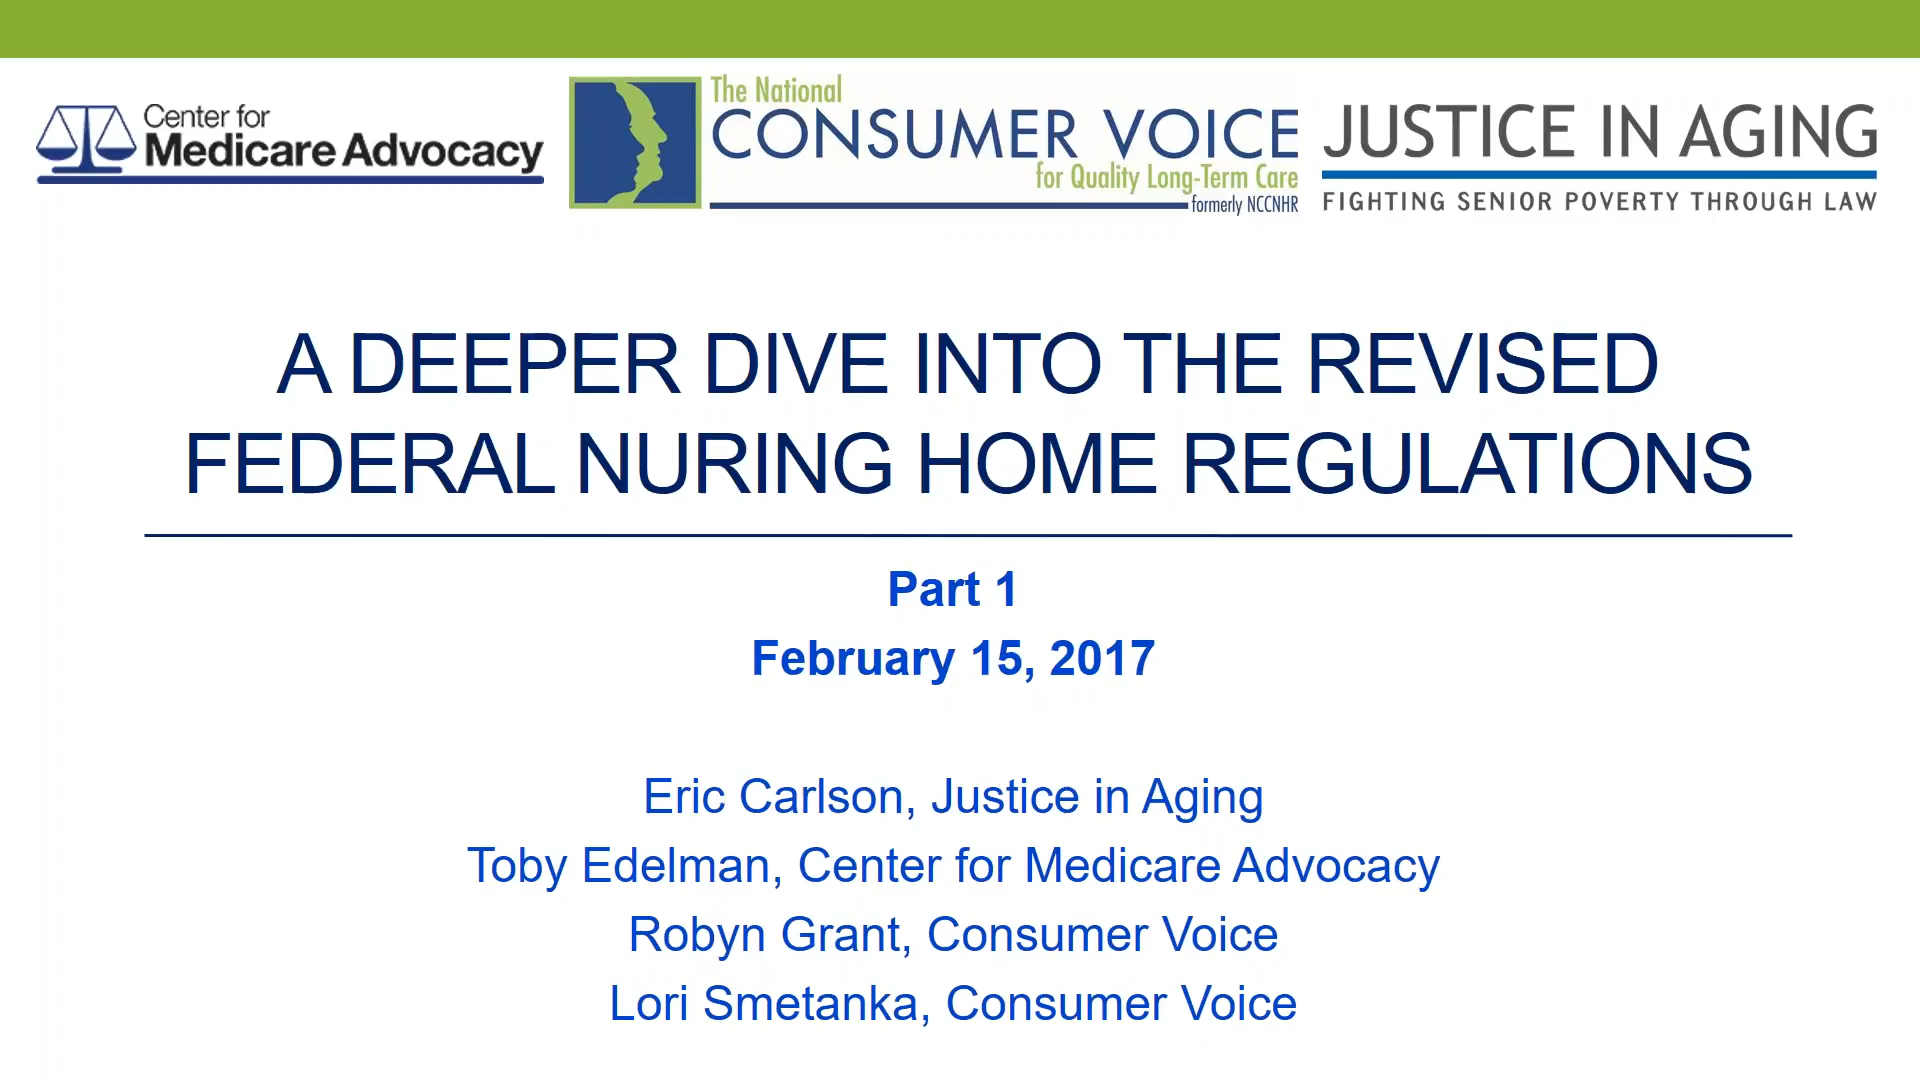 Center for
Medicare Advocacy
The National
CONSUMER VOICE
for Quality Long-Term Care
formerly NCCNHR
JUSTICE IN AGING
FIGHTING SENIOR POVERTY THROUGH LAW
A DEEPER DIVE INTO THE REVISED
FEDERAL NURING HOME REGULATIONS
Part 1
February 15, 2017
Eric Carlson, Justice in Aging
Toby Edelman, Center for Medicare Advocacy
Robyn Grant, Consumer Voice
Lori Smetanka, Consumer Voice